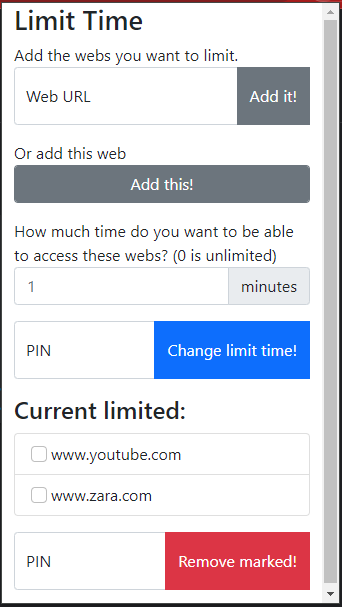 Limit Time
Add the webs you want to limit.
Web URL
Add it!
Or add this web
Add this!
How much time do you want to be able
to access these webs? (0 is unlimited)
1
minutes
PIN
Change limit time!
Current limited:
www.youtube.com
www.zara.com
PIN
Remove marked!